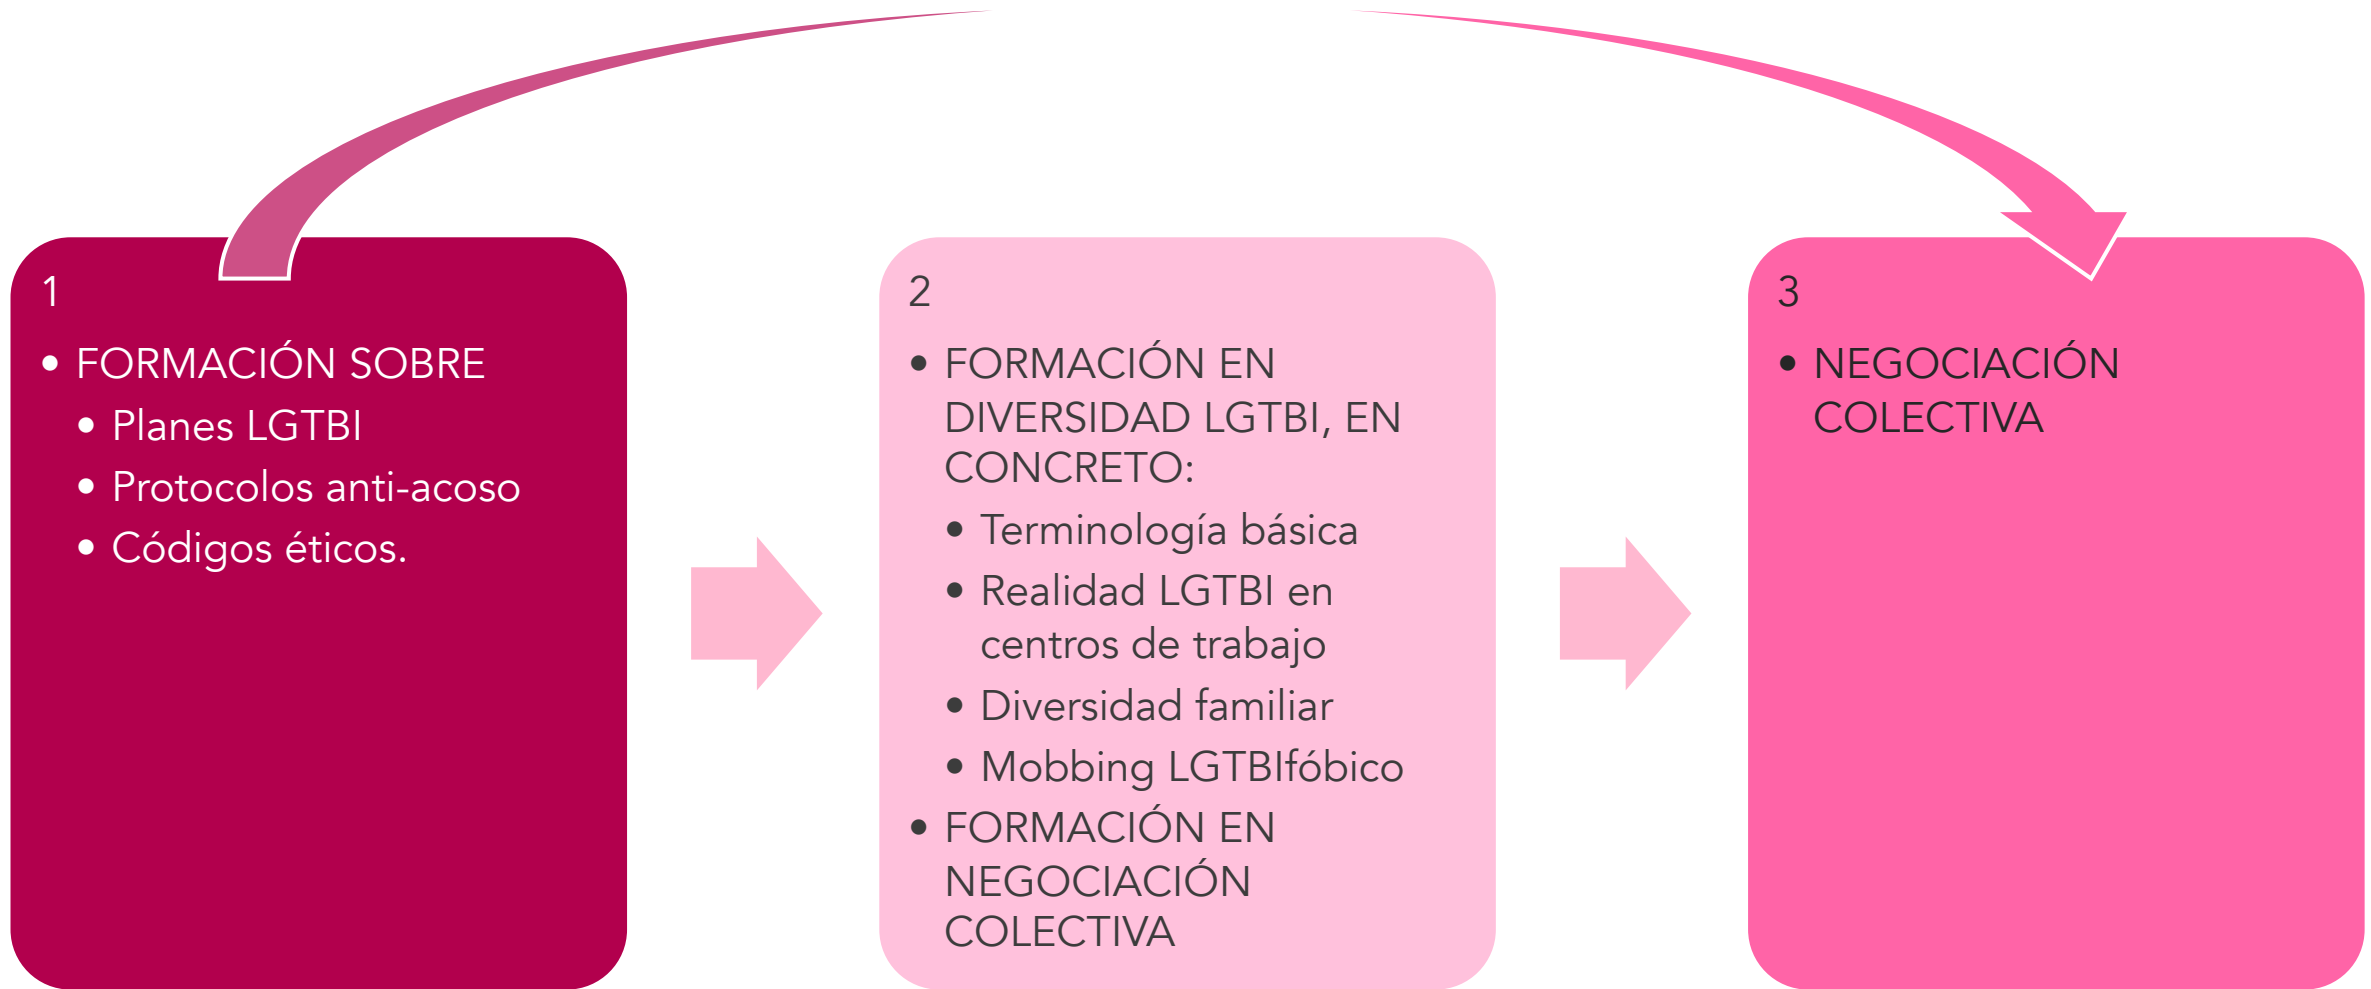 1
• FORMACIÓN SOBRE
• Planes LGTBI
• Protocolos anti-acoso
• Códigos éticos.
2
• FORMACIÓN EN
DIVERSIDAD LGTBI, EN
CONCRETO:
• Terminología básica
• Realidad LGTBI en
centros de trabajo
• Diversidad familiar
• Mobbing LGTBIfóbico
• FORMACIÓN EN
NEGOCIACIÓN
COLECTIVA
3
• NEGOCIACIÓN
COLECTIVA